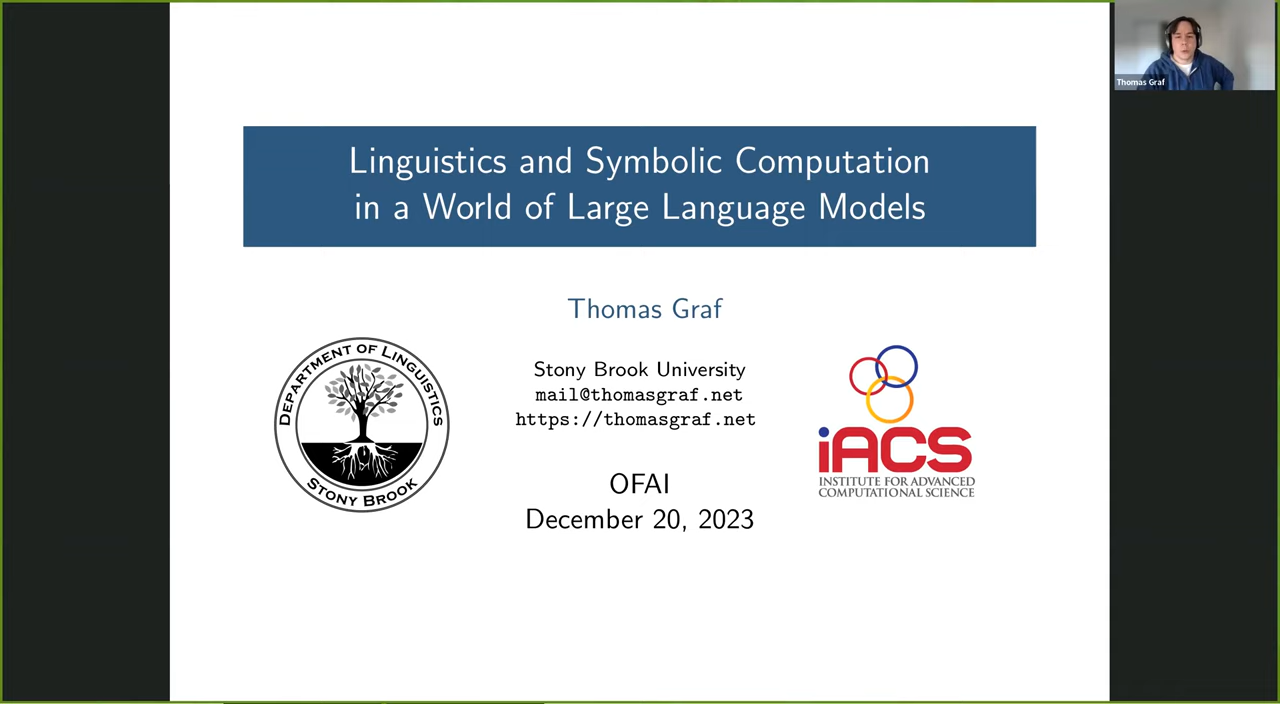 Linguistics and Symbolic Computation
in a World of Large Language Models
Thomas Graf
Stony Brook University
mail@thomasgraf.net
https://thomasgraf.net
OFAI
December 20, 2023
DEPARTMENT OF LINGUISTICS
STONY BROOK
iACS
INSTITUTE FOR ADVANCED
COMPUTATIONAL SCIENCE
Thomas Graf